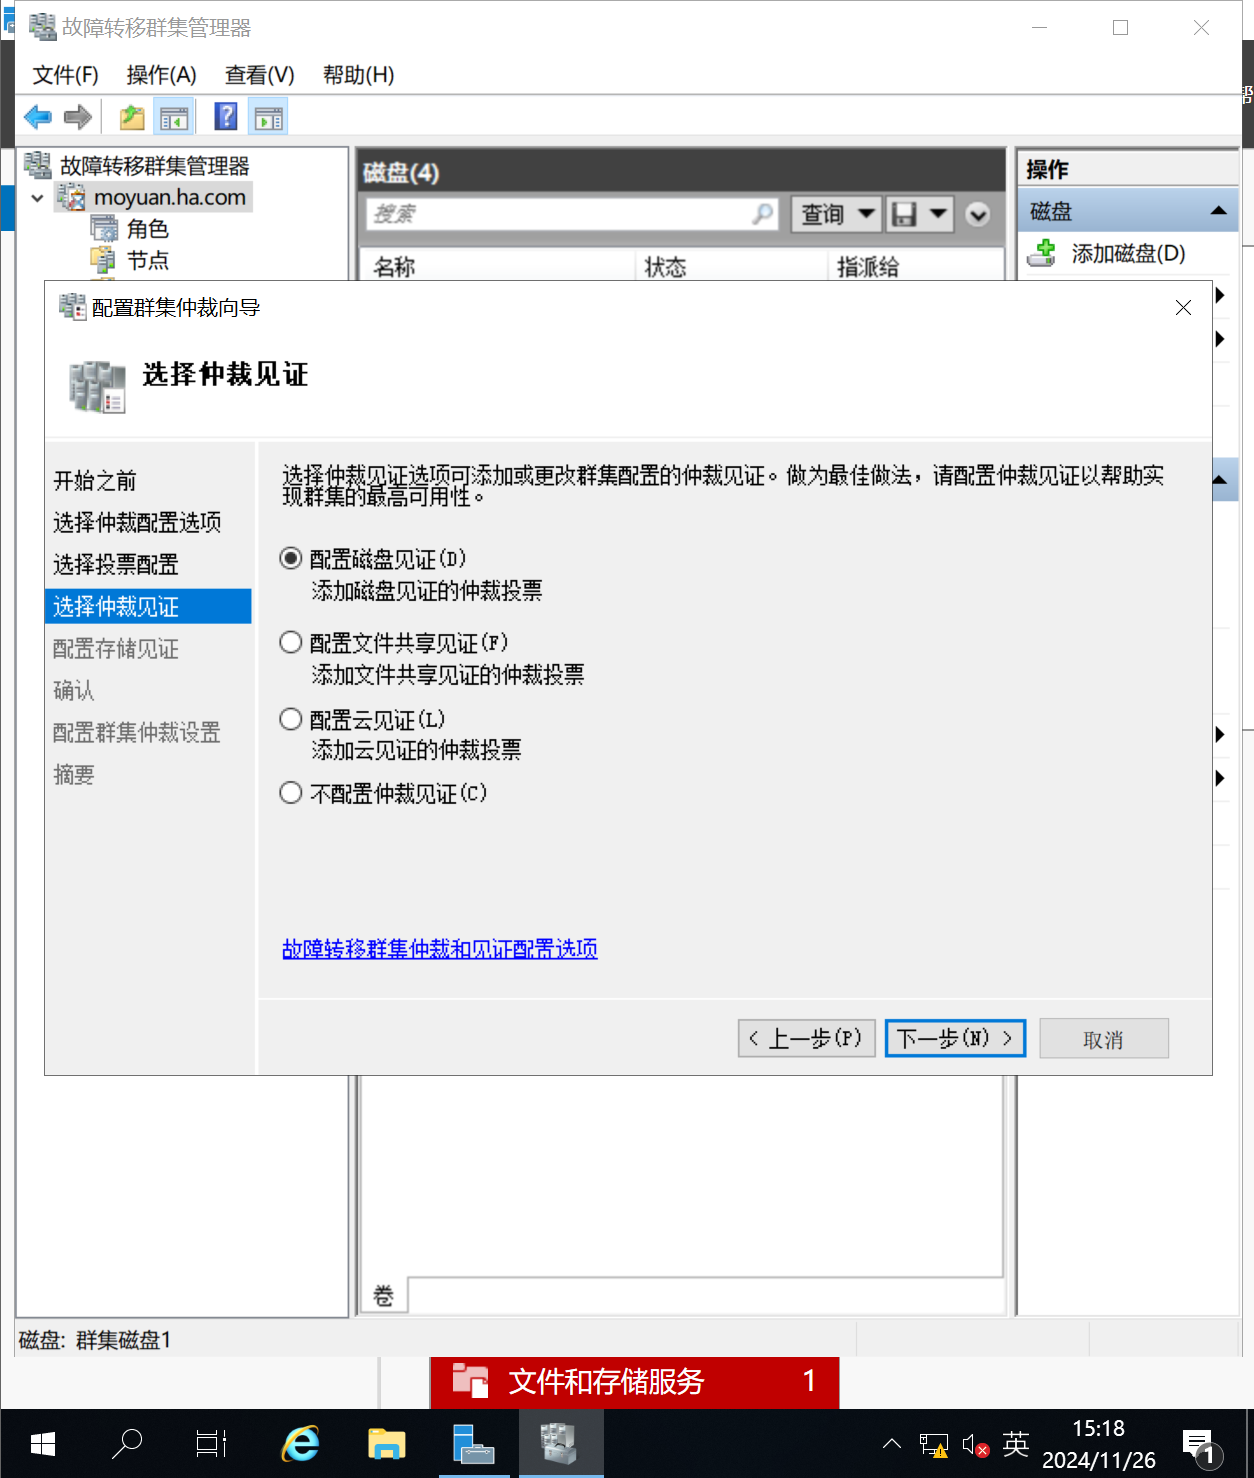 故障转移群集管理器
文件(F) 操作(A) 查看(V) 帮助(H)
故障转移群集管理器
moyuan.ha.com
角色
节点
磁盘(4)
搜索
查询
名称 状态 指派给
操作
磁盘
添加磁盘(D)
配置群集仲裁向导
选择仲裁见证
开始之前
选择仲裁配置选项
选择投票配置
选择仲裁见证
配置存储见证
确认
配置群集仲裁设置
摘要
选择仲裁见证选项可添加或更改群集配置的仲裁见证。做为最佳做法，请配置仲裁见证以帮助实
现群集的最高可用性。
配置磁盘见证(D)
添加磁盘见证的仲裁投票
配置文件共享见证(F)
添加文件共享见证的仲裁投票
配置云见证(L)
添加云见证的仲裁投票
不配置仲裁见证(C)
故障转移群集仲裁和见证配置选项
< 上一步(P) 下一步(N) > 取消
卷
磁盘: 群集磁盘1
文件和存储服务 1
英
15:18
2024/11/26
1